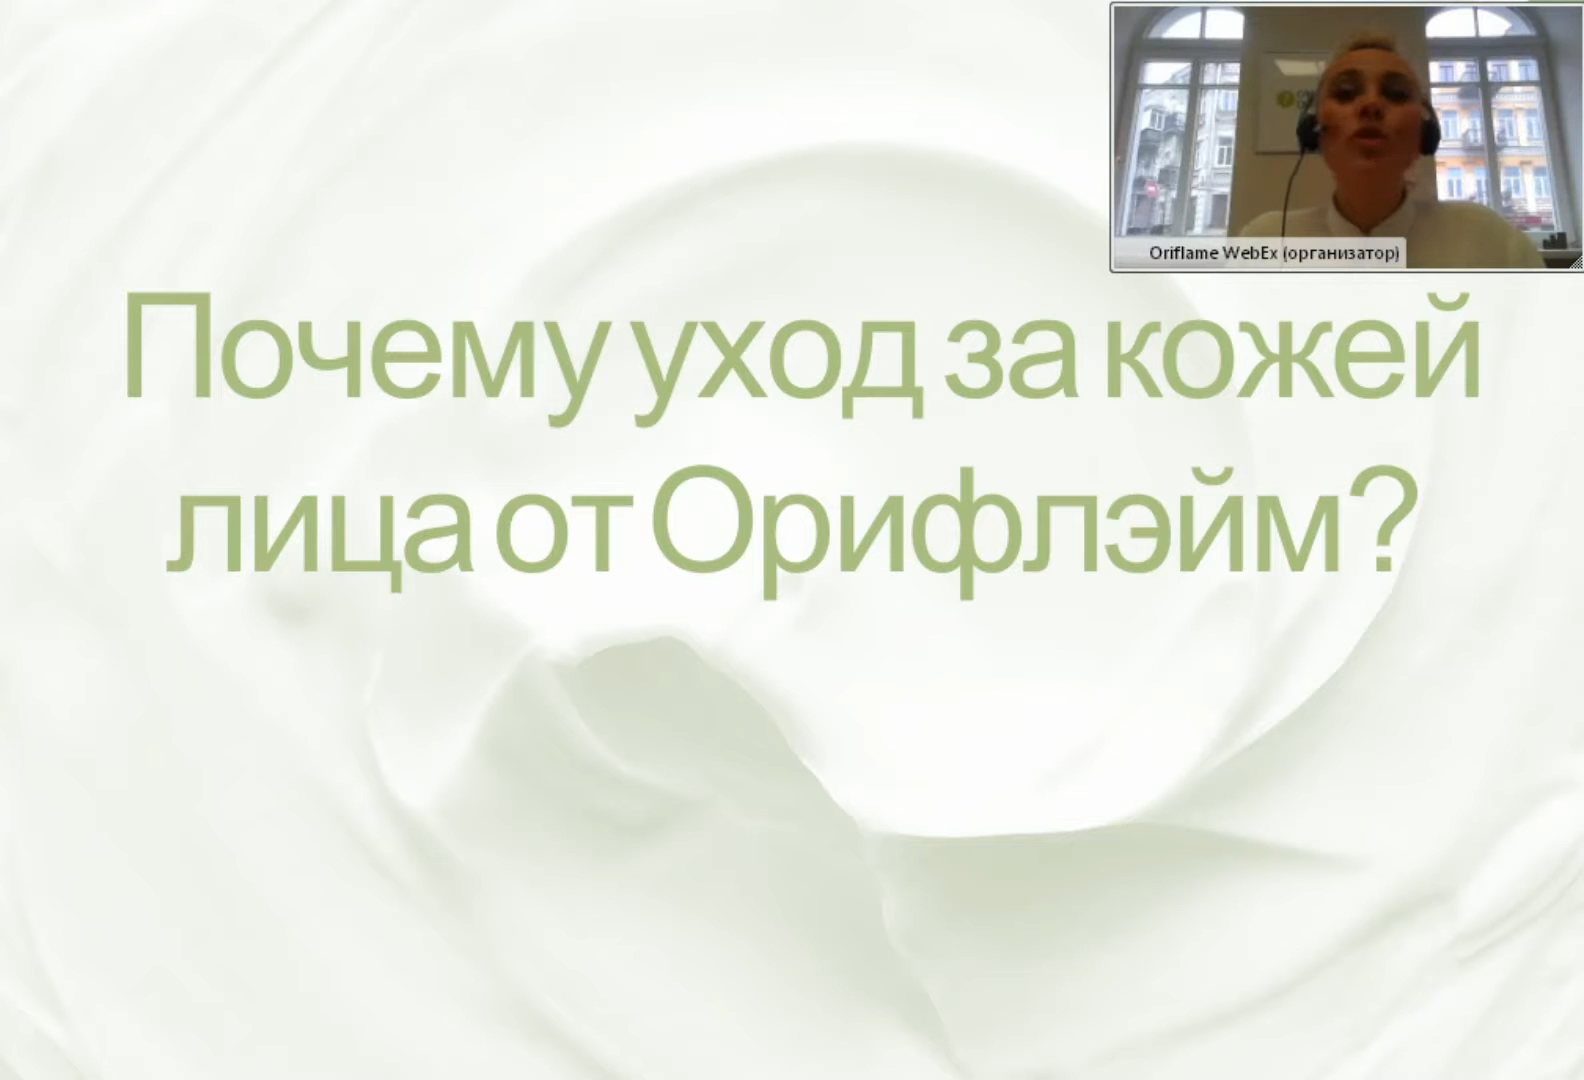 Oriflame WebEx (организатор)
Почему уход за кожей
лица от Орифлэйм?